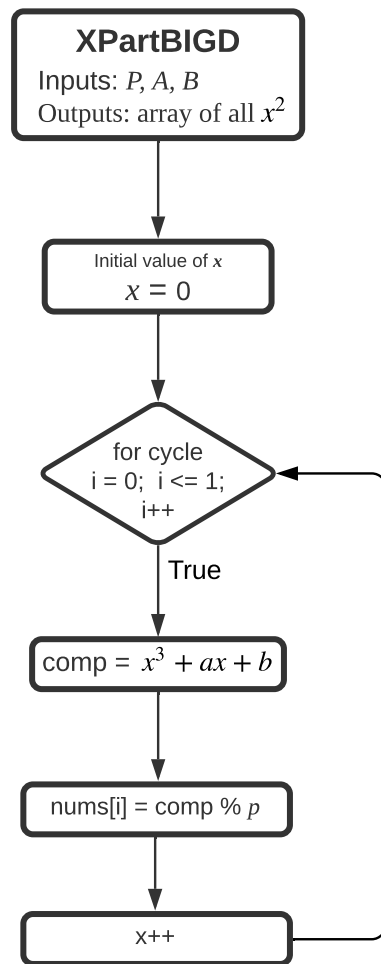 XPartBIGD
Inputs: P, A, B
Outputs: array of all x²
Initial value of x
x = 0
for cycle
i = 0; i <= 1;
i++
True
comp = x³ + ax + b
nums[i] = comp % p
x++